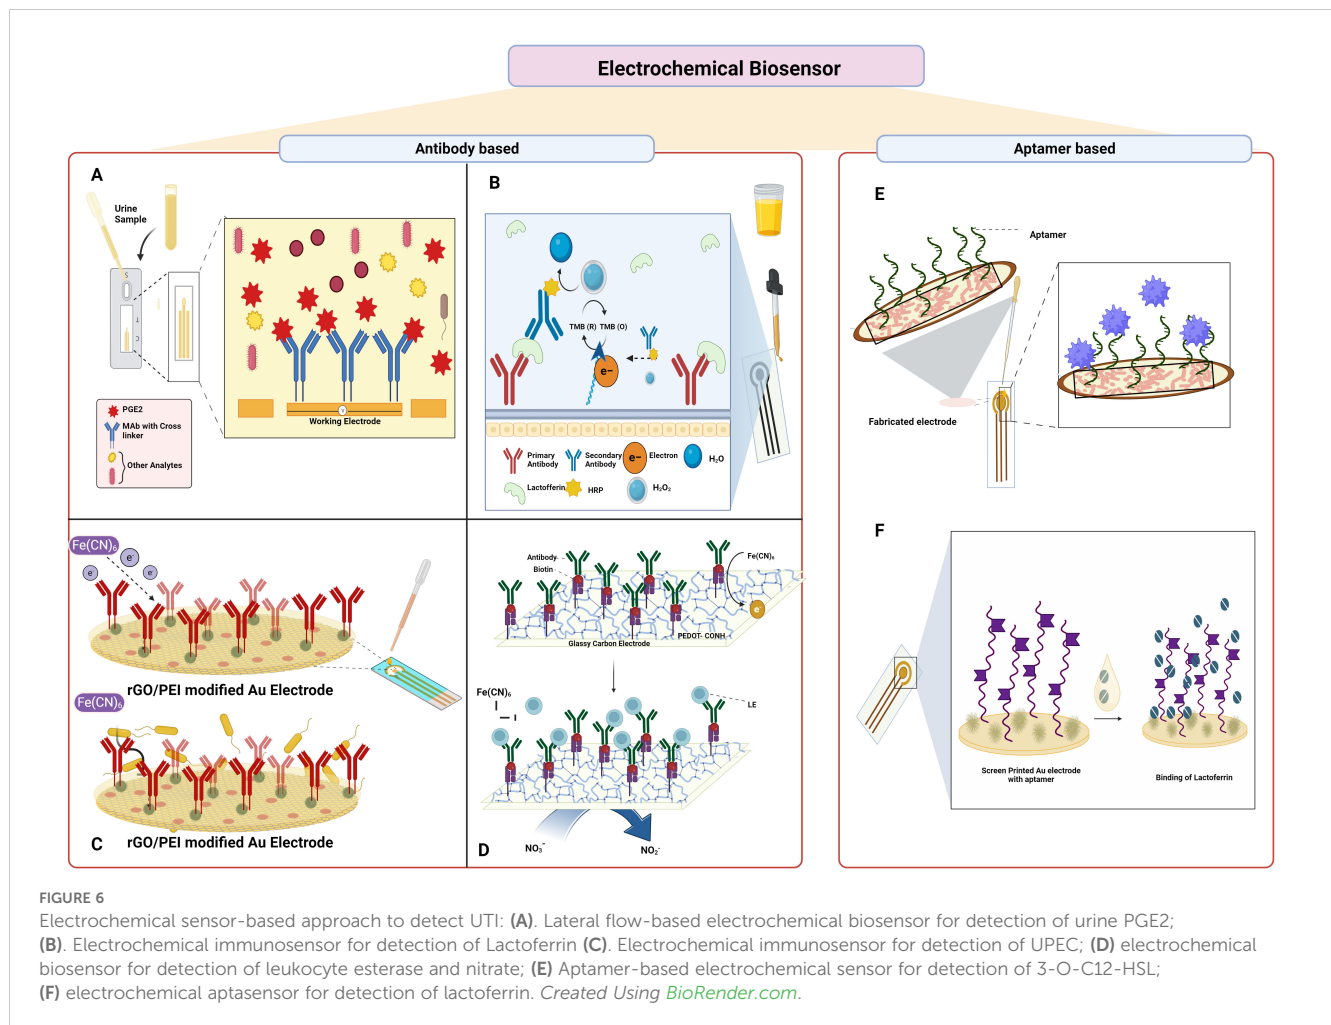 Electrochemical Biosensor
Antibody based
Aptamer based
A
Urine
Sample
S
T
C
PGE2
MAb with Cross
linker
Other Analytes
V
Working Electrode
B
TMB (R) TMB (O)
e−
Primary
Antibody
Secondary
Antibody
e−
Electron
H₂O
Lactoferrin
HRP
H₂O₂
Fe(CN)₆
e⁻
e⁻
e⁻
rGO/PEI modified Au Electrode
Fe(CN)₆
C
rGO/PEI modified Au Electrode
Antibody
Biotin
Fe(CN)₆
e⁻
PEDOT- CONH
Glassy Carbon Electrode
Fe(CN)₆
LE
D
NO₃⁻
NO₂⁻
E
Aptamer
Fabricated electrode
F
Screen Printed Au electrode
with aptamer
Binding of Lactoferrin
FIGURE 6
Electrochemical sensor-based approach to detect UTI: (A). Lateral flow-based electrochemical biosensor for detection of urine PGE2;
(B). Electrochemical immunosensor for detection of Lactoferrin (C). Electrochemical immunosensor for detection of UPEC; (D) electrochemical
biosensor for detection of leukocyte esterase and nitrate; (E) Aptamer-based electrochemical sensor for detection of 3-O-C12-HSL;
(F) electrochemical aptasensor for detection of lactoferrin. Created Using BioRender.com.